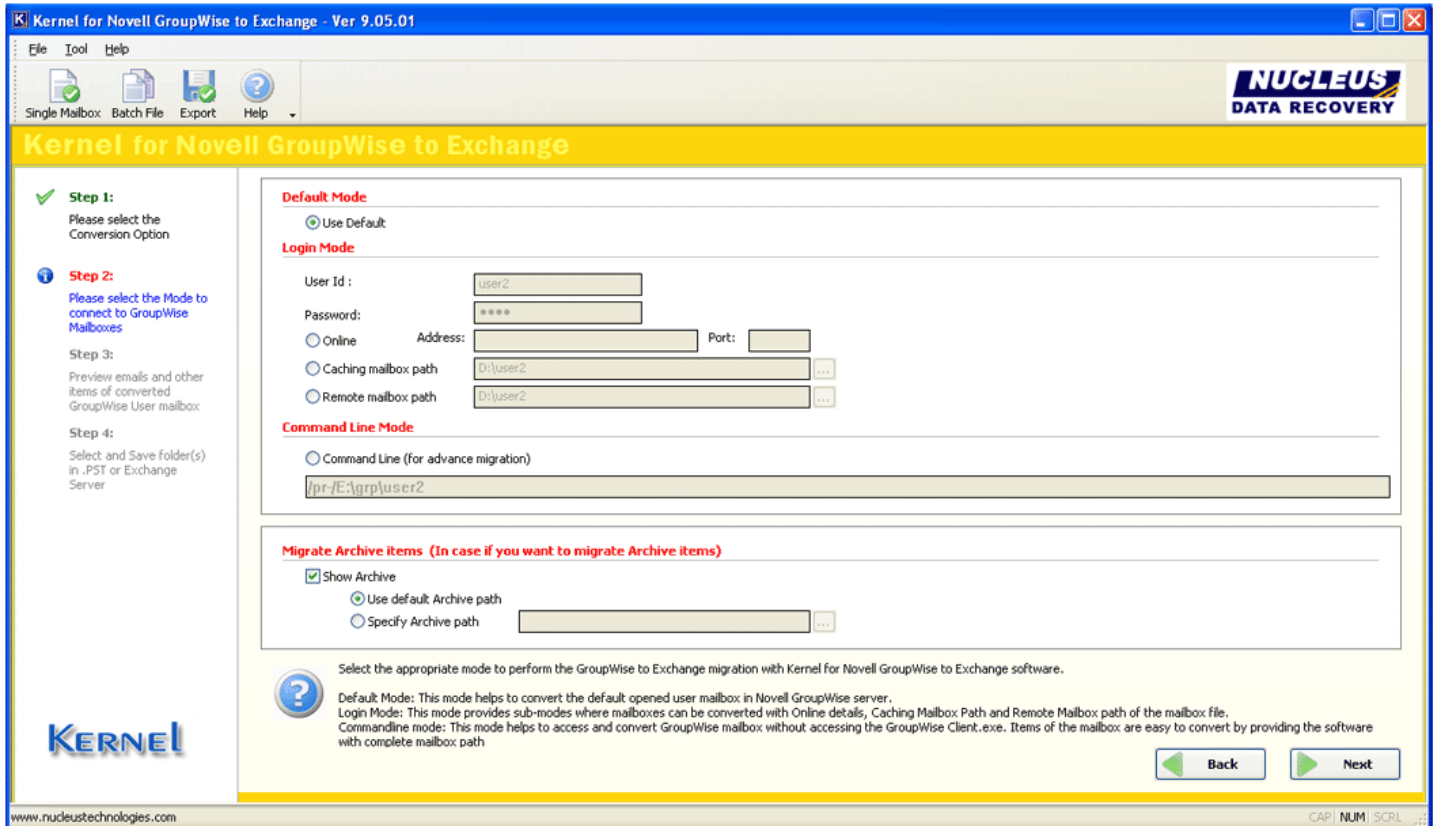 Kernel for Novell GroupWise to Exchange - Ver 9.05.01
File Tool Help
Single Mailbox Batch File Export Help
NUCLEUS
DATA RECOVERY
Kernel for Novell GroupWise to Exchange
Step 1:
Please select the
Conversion Option
Step 2:
Please select the Mode to
connect to GroupWise
Mailboxes
Step 3:
Preview emails and other
items of converted
GroupWise User mailbox
Step 4:
Select and Save folder(s)
in .PST or Exchange
Server
KERNEL
Default Mode
Use Default
Login Mode
User Id : user2
Password: ●●●●
Online Address: Port:
Caching mailbox path D:\user2 ...
Remote mailbox path D:\user2 ...
Command Line Mode
Command Line (for advance migration)
/pr-/E:\grp\user2
Migrate Archive items (In case if you want to migrate Archive items)
Show Archive
Use default Archive path
Specify Archive path ...
Select the appropriate mode to perform the GroupWise to Exchange migration with Kernel for Novell GroupWise to Exchange software.
Default Mode: This mode helps to convert the default opened user mailbox in Novell GroupWise server.
Login Mode: This mode provides sub-modes where mailboxes can be converted with Online details, Caching Mailbox Path and Remote Mailbox path of the mailbox file.
Commandline mode: This mode helps to access and convert GroupWise mailbox without accessing the GroupWise Client.exe. Items of the mailbox are easy to convert by providing the software
with complete mailbox path
Back Next
www.nucleustechnologies.com CAP NUM SCRL